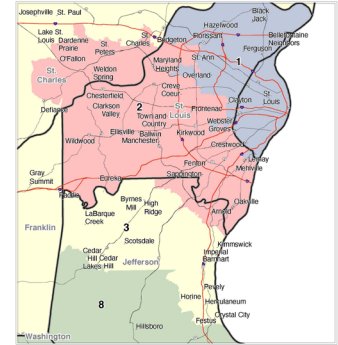 Black
Jack
Josephville St. Paul
Hazelwood
Lake St.
Louis
Dardenne
Prairie
St.
Peters
St.
Charles
Bridgeton
Florissant
Bellefontaine
Neighbors
Ferguson
O'Fallon
Maryland
Heights
St. Ann
1
Weldon
Spring
St.
Charles
Overland
Creve
Coeur
Chesterfield
Clayton
St.
Louis
Defiance
Clarkson
Valley
2
St.
Louis
Frontenac
Town and
Country
Webster
Groves
Ellisville
Ballwin
Manchester
Kirkwood
Wildwood
Crestwood
Lemay
Mehlville
Fenton
Sappington
Gray
Summit
Eureka
Pacific
Byrnes
Mill
High
Ridge
Oakville
LaBarque
Creek
Arnold
3
Franklin
Scotsdale
Kimmswick
Cedar
Hill
Lakes
Cedar
Hill
Jefferson
Imperial
Barnhart
Pevely
8
Horine
Herculaneum
Crystal City
Festus
Hillsboro
Washington